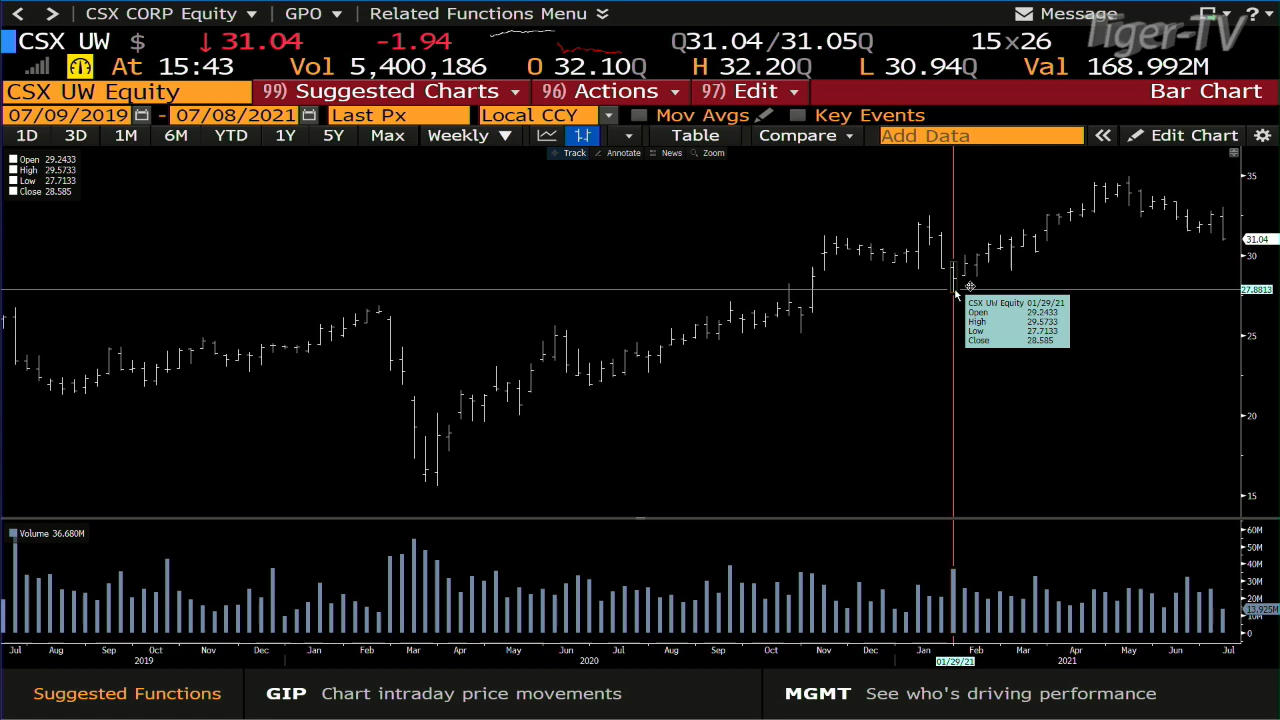 CSX CORP Equity GPO Related Functions Menu Message ?
Tiger-TV
CSX UW $ ↓31.04 -1.94 Q31.04/31.05Q 15x26
At 15:43 Vol 5,400,186 O 32.10Q H 32.20Q L 30.94Q Val 168.992M
CSX UW Equity 99) Suggested Charts 96) Actions 97) Edit Bar Chart
07/09/2019 - 07/08/2021 Last Px Local CCY Mov Avgs Key Events
1D 3D 1M 6M YTD 1Y 5Y Max Weekly ▼ Table Compare Add Data « Edit Chart
Track Annotate News Zoom
Open 29.2433
High 29.5733
Low 27.7133
Close 28.585
35
31.04
30
27.8813
CSX UW Equity 01/29/21
Open 29.2433
High 29.5733
Low 27.7133
Close 28.585
25
20
15
Volume 36.680M
60M
50M
40M
30M
20M
13.925M
10M
0
Jul Aug Sep Oct Nov Dec Jan Feb Mar Apr May Jun Jul Aug Sep Oct Nov Dec Jan Feb Mar Apr May Jun Jul
2019 2020 01/29/21 2021
Suggested Functions GIP Chart intraday price movements MGMT See who's driving performance